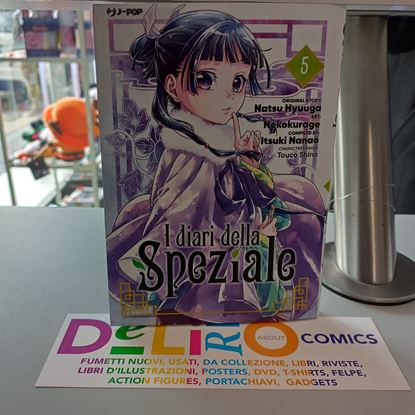 J-POP
5
ORIGINAL STORY:
Natsu Hyuuga
ART:
Nekokurage
COMPILED BY:
Itsuki Nanao
CHARACTER DESIGN:
Touco Shino
I diari della
Speziale
DeLIRIO ABOUT COMICS
FUMETTI NUOVI, USATI, DA COLLEZIONE, LIBRI, RIVISTE,
LIBRI D'ILLUSTRAZIONI, POSTERS, DVD, T-SHIRTS, FELPE,
ACTION FIGURES, PORTACHIAVI, GADGETS